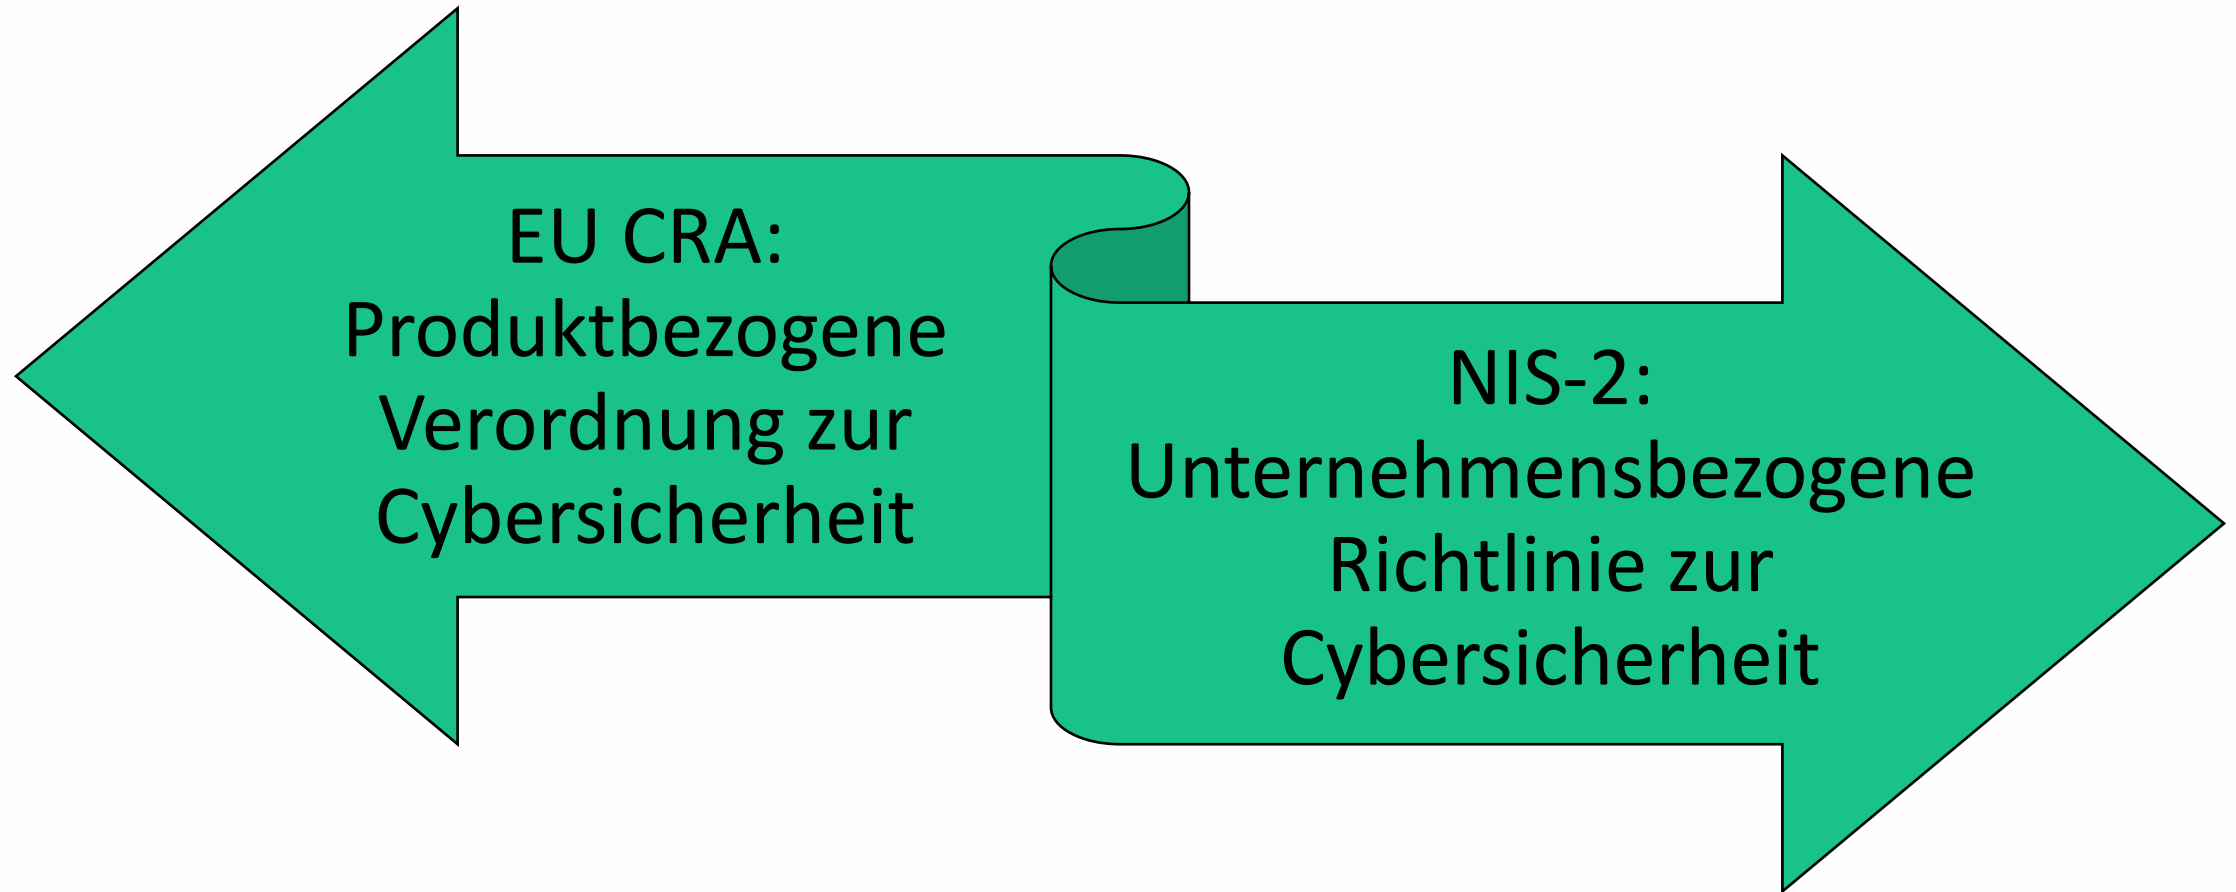 EU CRA:
Produktbezogene
Verordnung zur
Cybersicherheit
NIS-2:
Unternehmensbezogene
Richtlinie zur
Cybersicherheit